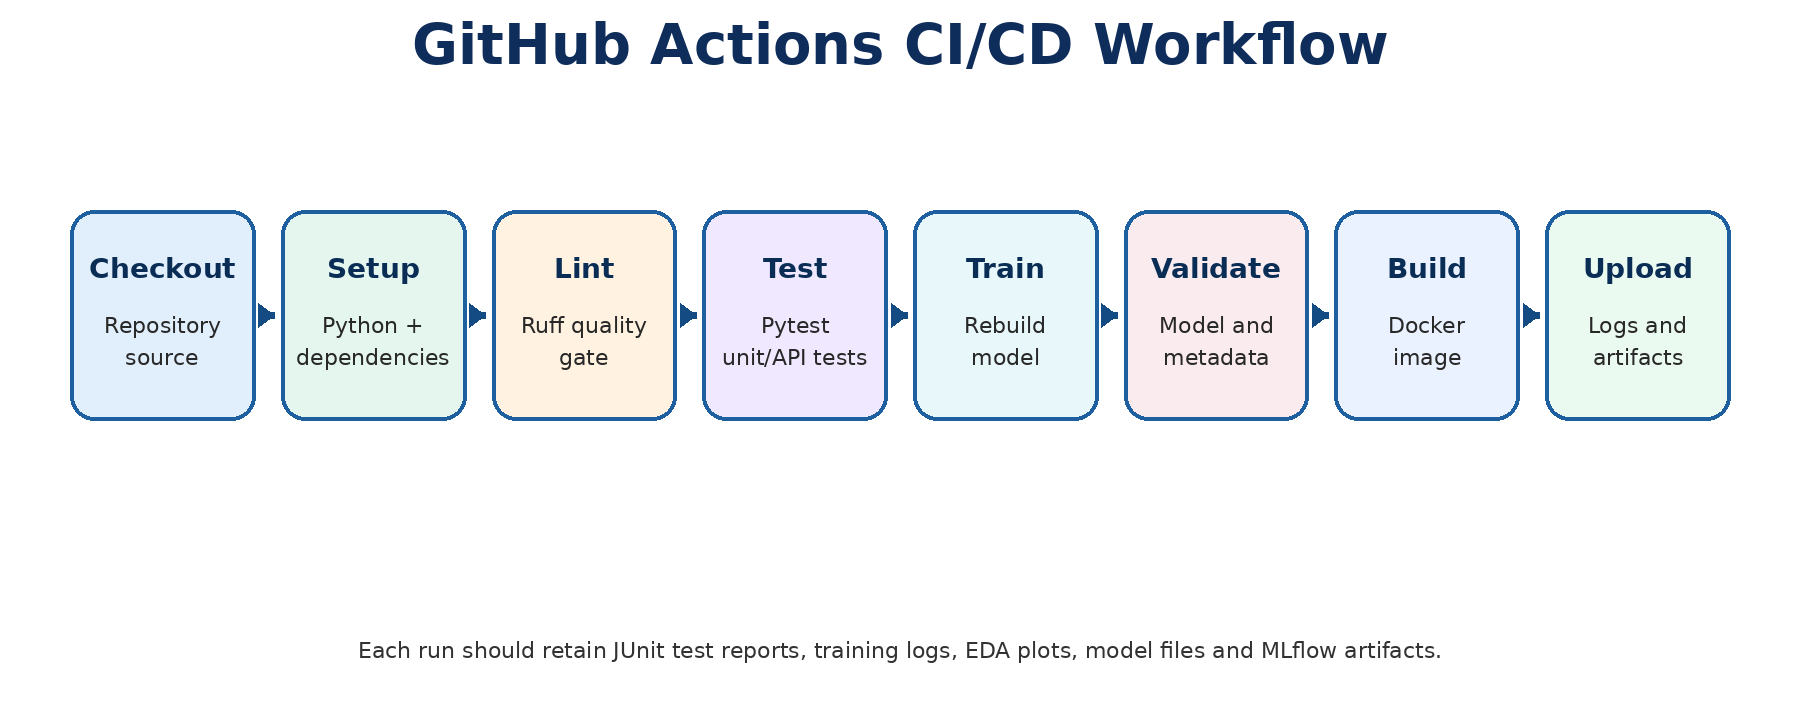 GitHub Actions CI/CD Workflow
Checkout
Repository
source
Setup
Python +
dependencies
Lint
Ruff quality
gate
Test
Pytest
unit/API tests
Train
Rebuild
model
Validate
Model and
metadata
Build
Docker
image
Upload
Logs and
artifacts
Each run should retain JUnit test reports, training logs, EDA plots, model files and MLflow artifacts.